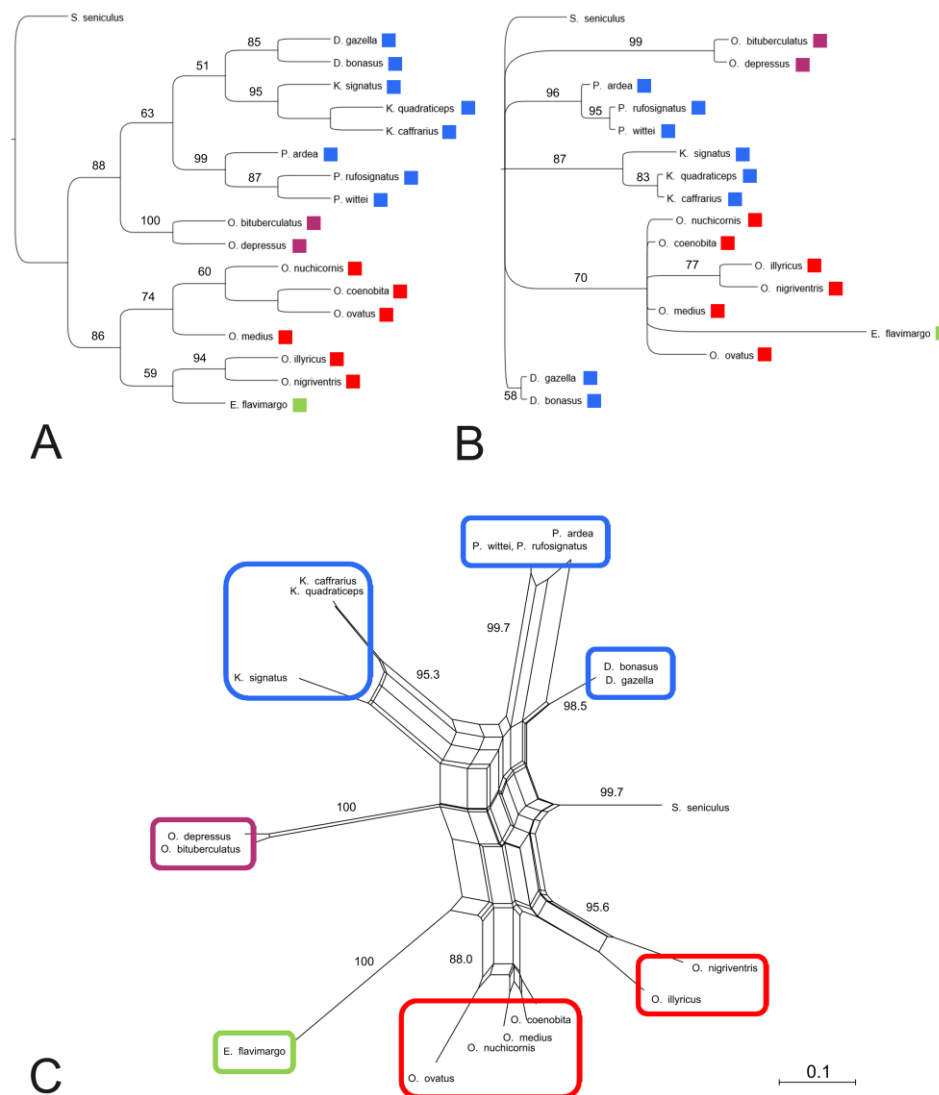 S. seniculus
85
D. gazella
D. bonasus
51
95
K. signatus
K. quadraticeps
K. caffrarius
63
99
P. ardea
87
P. rufosignatus
P. wittei
88
100
O. bituberculatus
O. depressus
60
O. nuchicornis
O. coenobita
O. ovatus
74
O. medius
86
94
O. illyricus
O. nigriventris
59
E. flavimargo
A
S. seniculus
99
O. bituberculatus
O. depressus
96
P. ardea
95
P. rufosignatus
P. wittei
87
K. signatus
83
K. quadraticeps
K. caffrarius
O. nuchicornis
O. coenobita
70
77
O. illyricus
O. nigriventris
O. medius
E. flavimargo
O. ovatus
58
D. gazella
D. bonasus
B
P. ardea
P. wittei, P. rufosignatus
K. caffrarius
K. quadraticeps
K. signatus
95.3
99.7
D. bonasus
D. gazella
98.5
99.7
S. seniculus
100
O. depressus
O. bituberculatus
95.6
O. nigriventris
O. illyricus
100
88.0
O. coenobita
O. medius
O. nuchicornis
O. ovatus
E. flavimargo
C
0.1